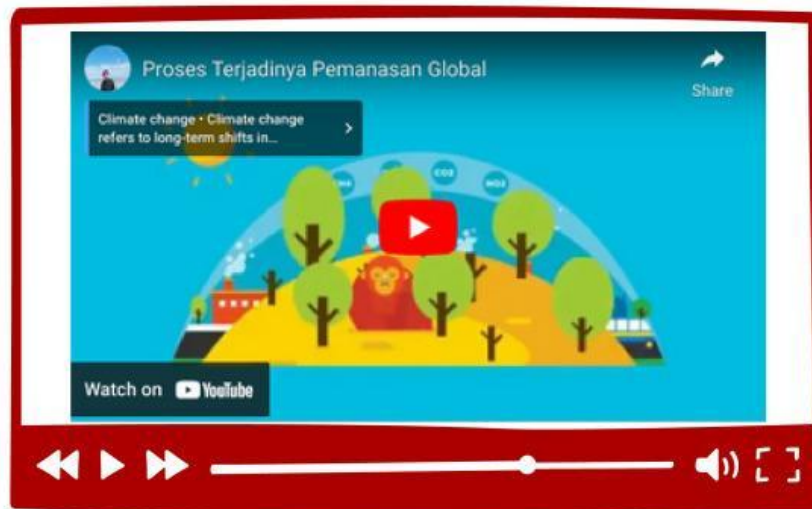 Proses Terjadinya Pemanasan Global
Share
Climate change • Climate change
refers to long-term shifts in...
CO2
Watch on YouTube